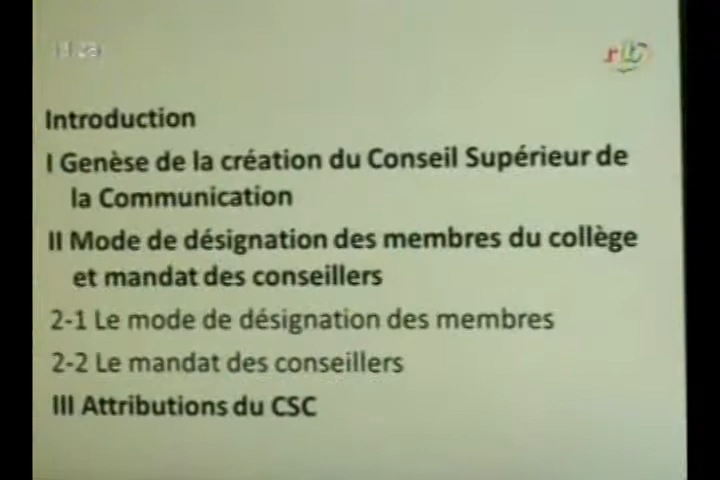 rtb
Introduction
I Genèse de la création du Conseil Supérieur de
la Communication
II Mode de désignation des membres du collège
et mandat des conseillers
2-1 Le mode de désignation des membres
2-2 Le mandat des conseillers
III Attributions du CSC